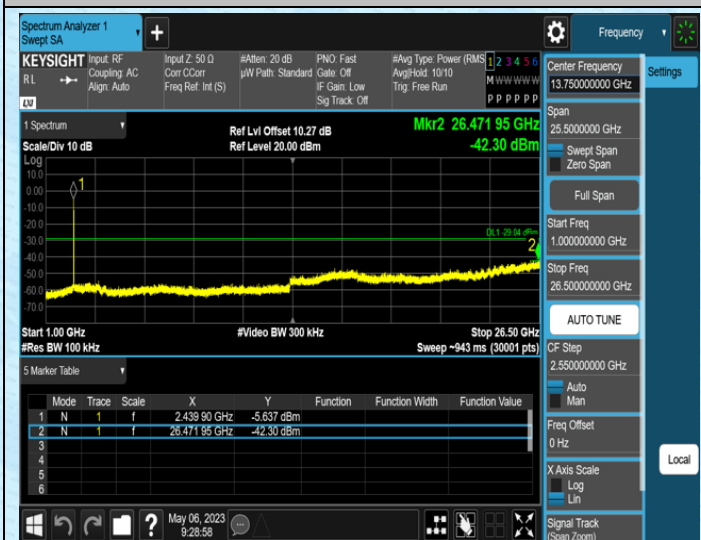 Spectrum Analyzer 1
Swept SA
Frequency
KEYSIGHT
RL
LXI
Input: RF
Coupling: AC
Align: Auto
Input Z: 50 Ω
Corr CCorr
Freq Ref: Int (S)
#Atten: 20 dB
µW Path: Standard
PNO: Fast
Gate: Off
IF Gain: Low
Sig Track: Off
#Avg Type: Power (RMS
Avg|Hold: 10/10
Trig: Free Run
1 2 3 4 5 6
M W W W W W
P P P P P P
1 Spectrum
Scale/Div 10 dB
Ref Lvl Offset 10.27 dB
Ref Level 20.00 dBm
Mkr2 26.471 95 GHz
-42.30 dBm
Log
10.0
0.00
-10.0
-20.0
-30.0
-40.0
-50.0
-60.0
-70.0
1
DL1 -29.04 dBm
2
Start 1.00 GHz
#Video BW 300 kHz
Stop 26.50 GHz
#Res BW 100 kHz
Sweep ~943 ms (30001 pts)
5 Marker Table
Mode Trace Scale X Y Function Function Width Function Value
1 N 1 f 2.439 90 GHz -5.637 dBm
2 N 1 f 26.471 95 GHz -42.30 dBm
3
4
5
6
May 06, 2023
9:28:58
Center Frequency
13.750000000 GHz
Settings
Span
25.5000000 GHz
Swept Span
Zero Span
Full Span
Start Freq
1.000000000 GHz
Stop Freq
26.500000000 GHz
AUTO TUNE
CF Step
2.550000000 GHz
Auto
Man
Freq Offset
0 Hz
Local
X Axis Scale
Log
Lin
Signal Track
(Span Zoom)